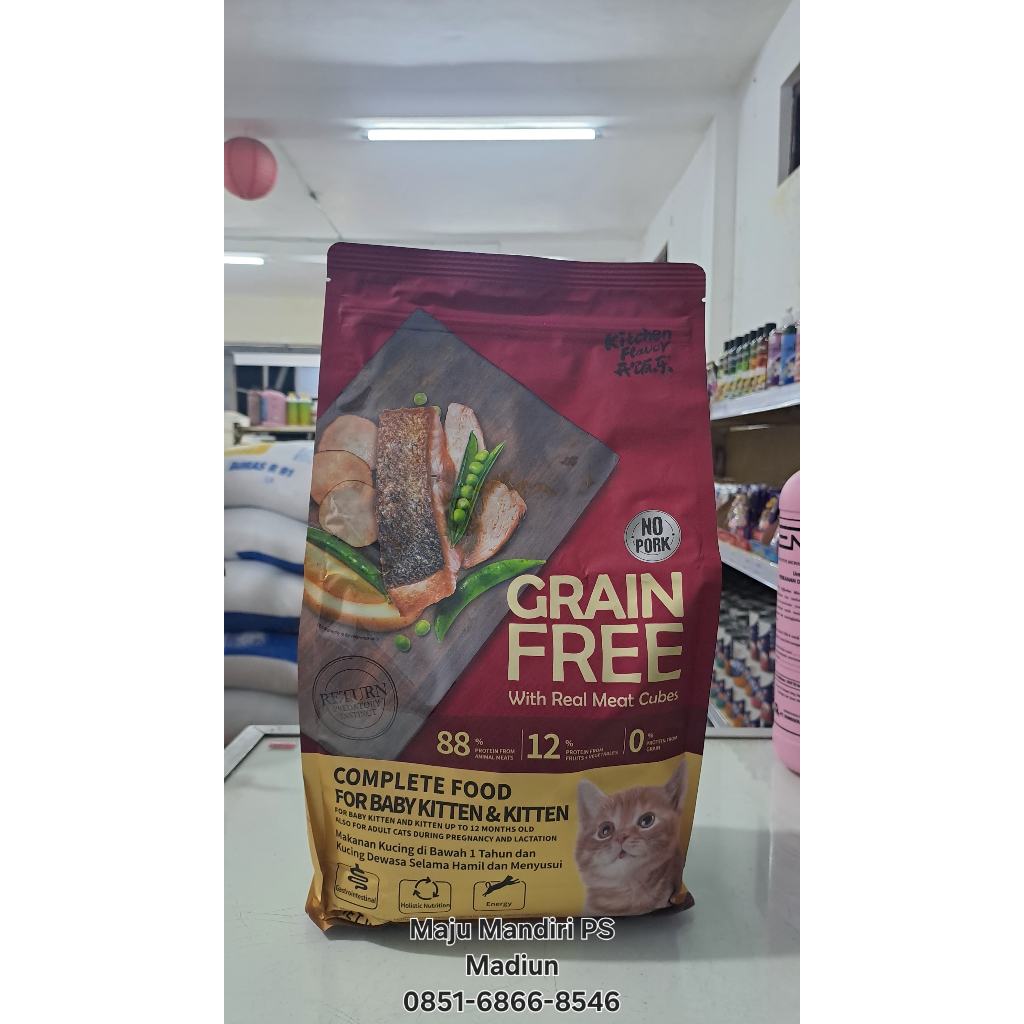 Kitchen
Flavor
NO
PORK
GRAIN
FREE
With Real Meat Cubes
RETURN
PREDATORY
INSTINCT
88 % PROTEIN FROM ANIMAL MEATS
12 % PROTEIN FROM FRUITS + VEGETABLES
0 % PROTEIN FROM GRAIN
COMPLETE FOOD
FOR BABY KITTEN & KITTEN
FOR BABY KITTEN AND KITTEN UP TO 12 MONTHS OLD
ALSO FOR ADULT CATS DURING PREGNANCY AND LACTATION
Makanan Kucing di Bawah 1 Tahun dan
Kucing Dewasa Selama Hamil dan Menyusui
Gastrointestinal
Holistic Nutrition
Energy
Maju Mandiri PS
Madiun
0851-6866-8546